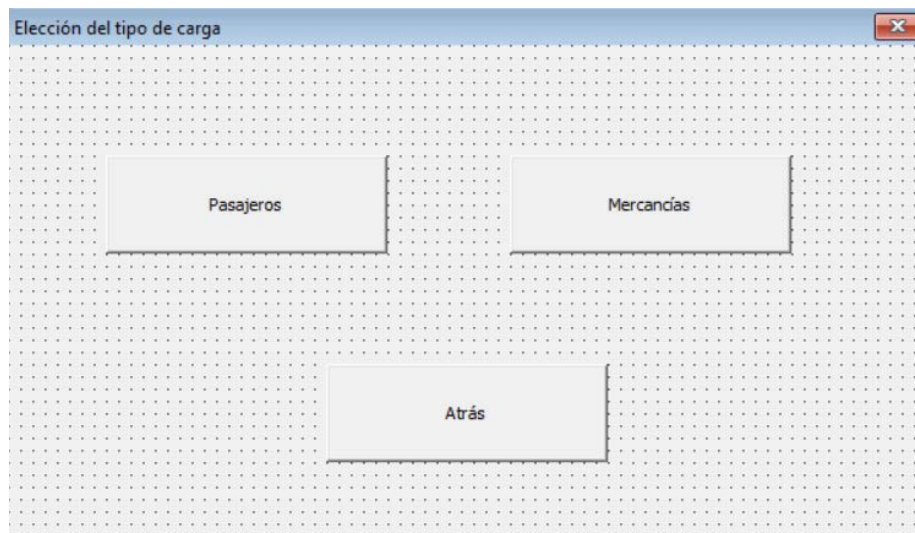 Elección del tipo de carga
Pasajeros
Mercancías
Atrás